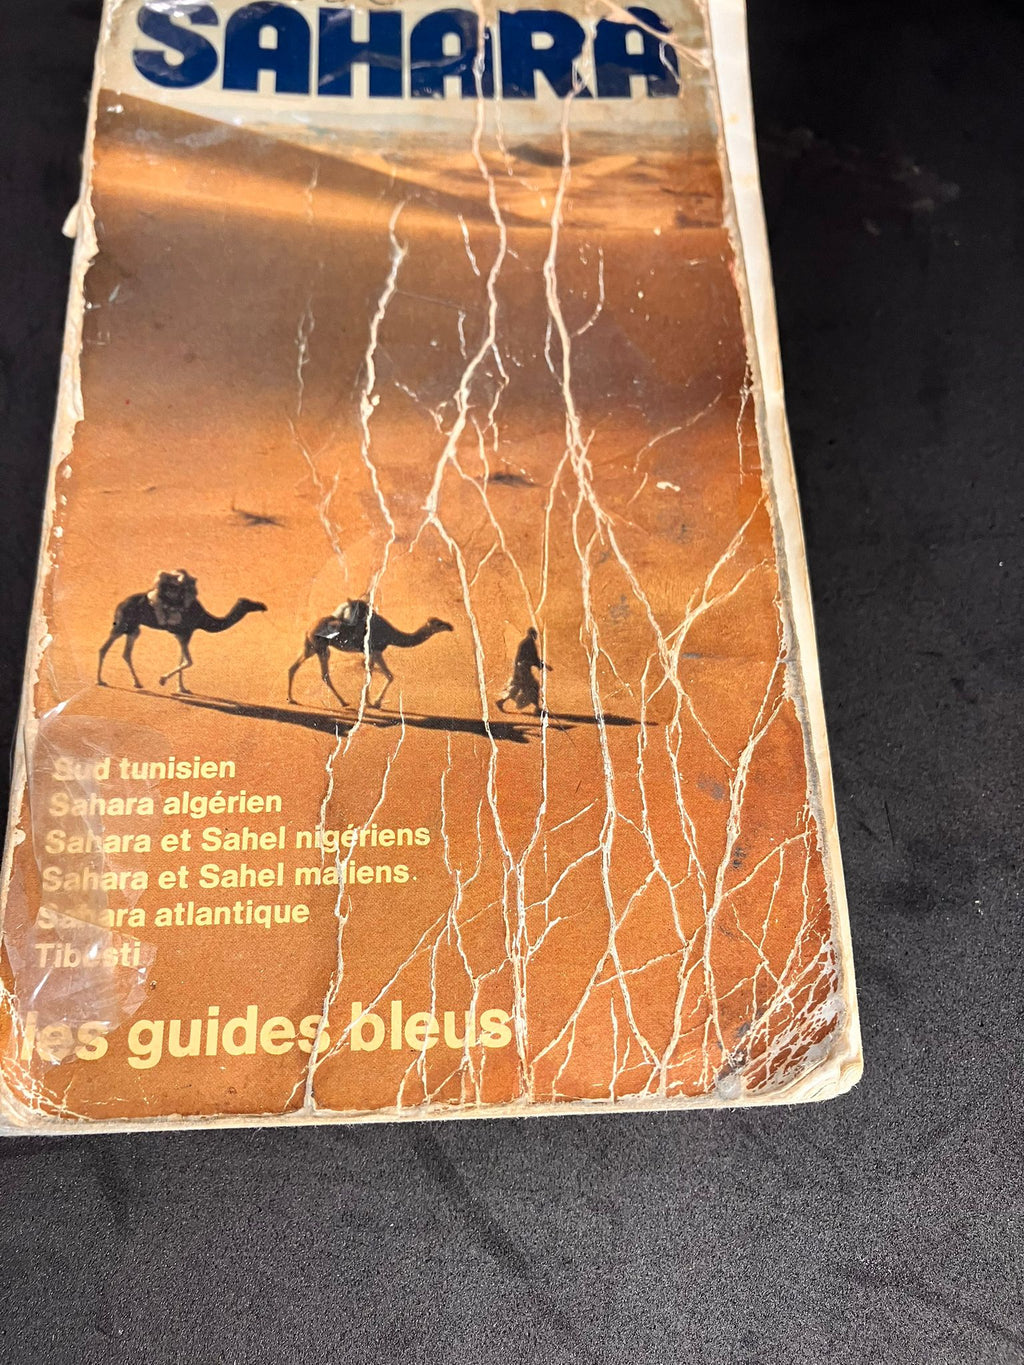 SAHARA
Sud tunisien
Sahara algérien
Sahara et Sahel nigériens
Sahara et Sahel maliens.
Sahara atlantique
Tibesti
les guides bleus